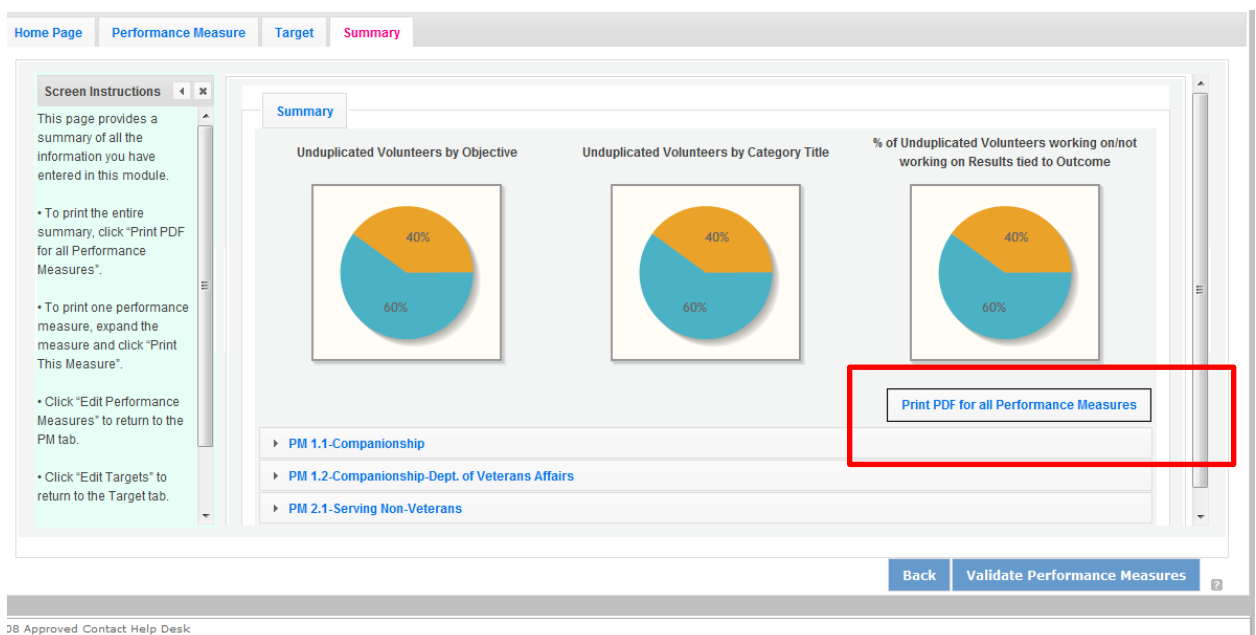 Home Page Performance Measure Target Summary
Screen Instructions
This page provides a
summary of all the
information you have
entered in this module.
• To print the entire
summary, click “Print PDF
for all Performance
Measures”.
• To print one performance
measure, expand the
measure and click “Print
This Measure”.
• Click “Edit Performance
Measures” to return to the
PM tab.
• Click “Edit Targets” to
return to the Target tab.
Summary
Unduplicated Volunteers by Objective
40%
60%
Unduplicated Volunteers by Category Title
40%
60%
% of Unduplicated Volunteers working on/not
working on Results tied to Outcome
40%
60%
Print PDF for all Performance Measures
PM 1.1-Companionship
PM 1.2-Companionship-Dept. of Veterans Affairs
PM 2.1-Serving Non-Veterans
Back Validate Performance Measures ?
08 Approved Contact Help Desk